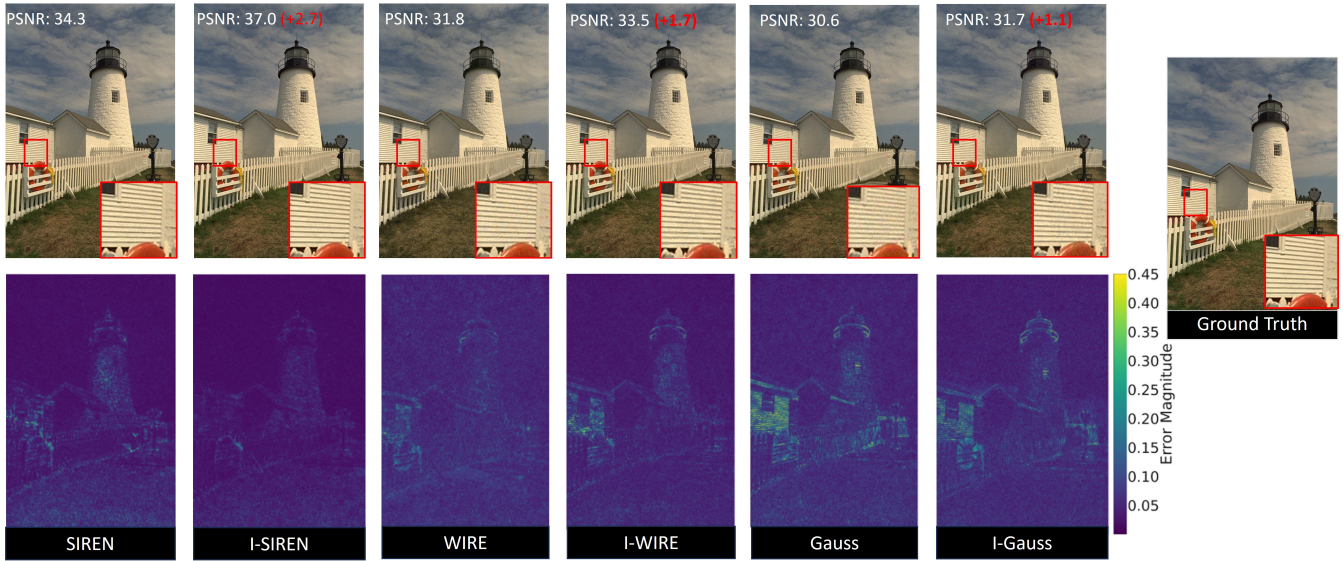 PSNR: 34.3
PSNR: 37.0 (+2.7)
PSNR: 31.8
PSNR: 33.5 (+1.7)
PSNR: 30.6
PSNR: 31.7 (+1.1)
Ground Truth
0.45
0.40
0.35
0.30
0.25
0.20
0.15
0.10
0.05
Error Magnitude
SIREN
I-SIREN
WIRE
I-WIRE
Gauss
I-Gauss